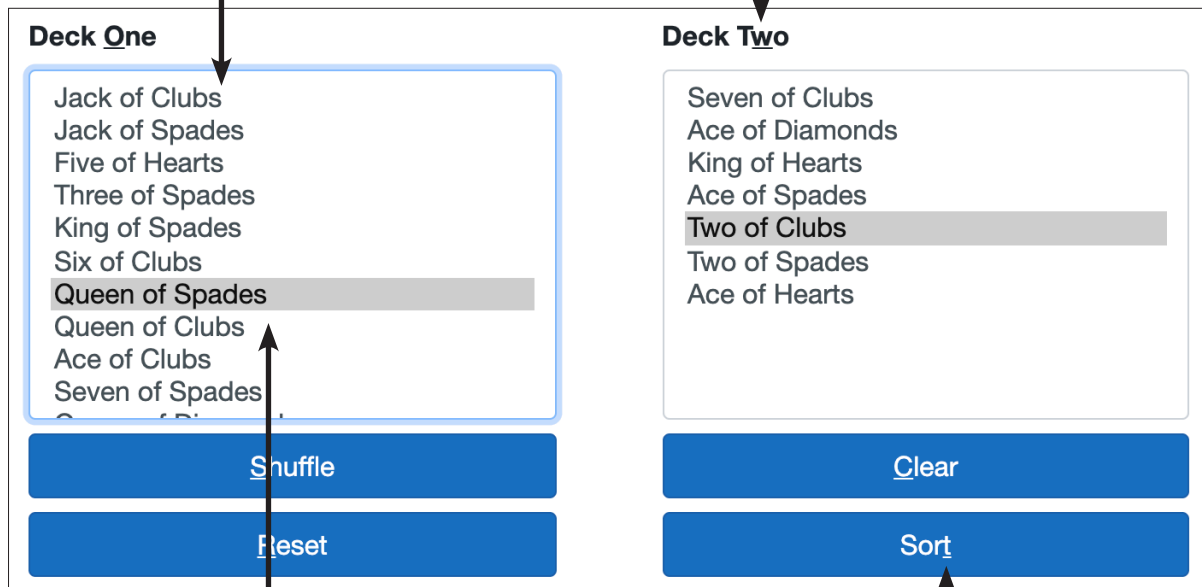 Deck One
Jack of Clubs
Jack of Spades
Five of Hearts
Three of Spades
King of Spades
Six of Clubs
Queen of Spades
Queen of Clubs
Ace of Clubs
Seven of Spades
Shuffle
Reset
Deck Two
Seven of Clubs
Ace of Diamonds
King of Hearts
Ace of Spades
Two of Clubs
Two of Spades
Ace of Hearts
Clear
Sort